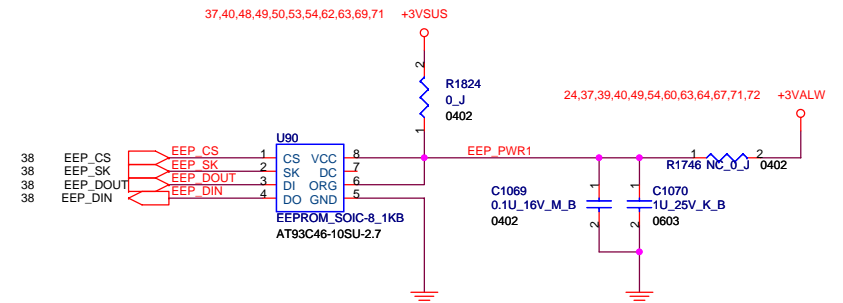 37,40,48,49,50,53,54,62,63,69,71 +3VSUS
2
R1824
0_J
0402
1
24,37,39,40,49,54,60,63,64,67,71,72 +3VALW
U90
38 EEP_CS EEP_CS 1 CS VCC 8 EEP_PWR1 1 R1746 NC_0_J 2 0402
38 EEP_SK EEP_SK 2 SK DC 7
38 EEP_DOUT EEP_DOUT 3 DI ORG 6
38 EEP_DIN EEP_DIN 4 DO GND 5
EEPROM_SOIC-8_1KB
AT93C46-10SU-2.7
C1069 1
0.1U_16V_M_B
0402 2
1 C1070
1U_25V_K_B
2 0603